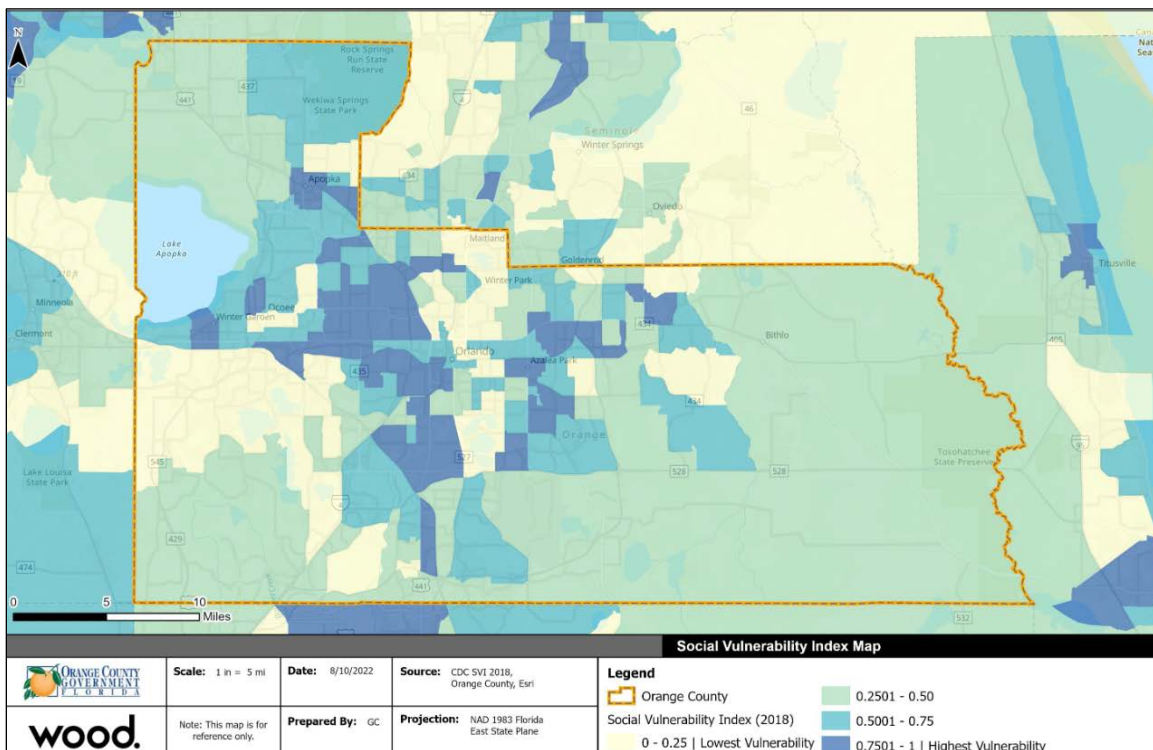 N
Rock Springs
Run State
Reserve
437
441
Wekiwa Springs
State Park
4
46
Seminole
Winter Springs
Apopka
434
Oviedo
Lake
Apopka
Maitland
Goldenrod
Titusville
310 ft
Minneola
Winter Park
Ocoee
Winter Garden
Clermont
431
Bithlo
405
Orlando
Azalea Park
435
434
Orange
Tosohatchee
State Preserve
Lake Louisa
State Park
545
527
528
528
429
474
441
532
0 5 10
Miles
Social Vulnerability Index Map
ORANGE COUNTY
GOVERNMENT
FLORIDA
Scale: 1 in = 5 mi
Date: 8/10/2022
Source: CDC SVI 2018,
Orange County, Esri
wood.
Note: This map is for
reference only.
Prepared By: GC
Projection: NAD 1983 Florida
East State Plane
Legend
Orange County
Social Vulnerability Index (2018)
0 - 0.25 | Lowest Vulnerability
0.2501 - 0.50
0.5001 - 0.75
0.7501 - 1 | Highest Vulnerability